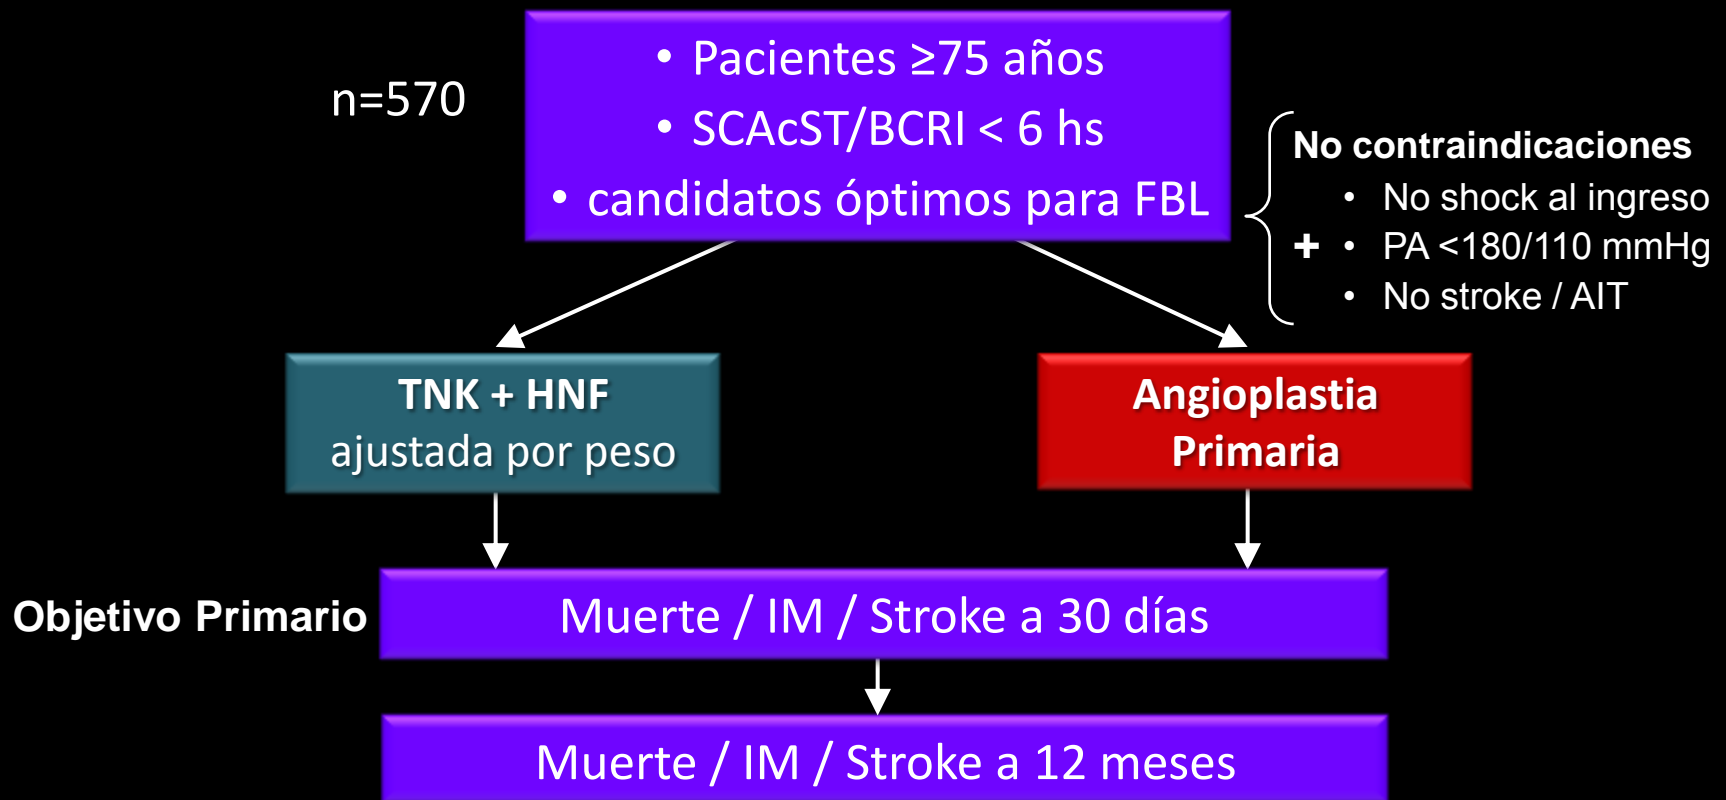 n=570
• Pacientes ≥75 años
• SCAcST/BCRI < 6 hs
• candidatos óptimos para FBL
No contraindicaciones
• No shock al ingreso
+ • PA <180/110 mmHg
• No stroke / AIT
TNK + HNF
ajustada por peso
Angioplastia
Primaria
Objetivo Primario
Muerte / IM / Stroke a 30 días
Muerte / IM / Stroke a 12 meses